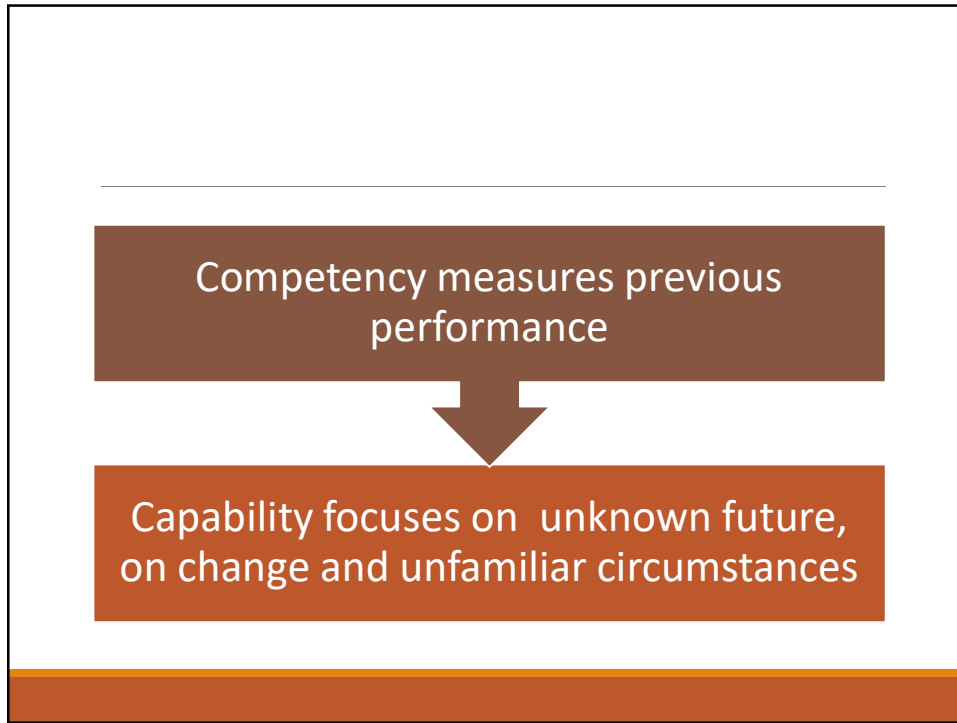 Competency measures previous
performance
Capability focuses on  unknown future,
on change and unfamiliar circumstances